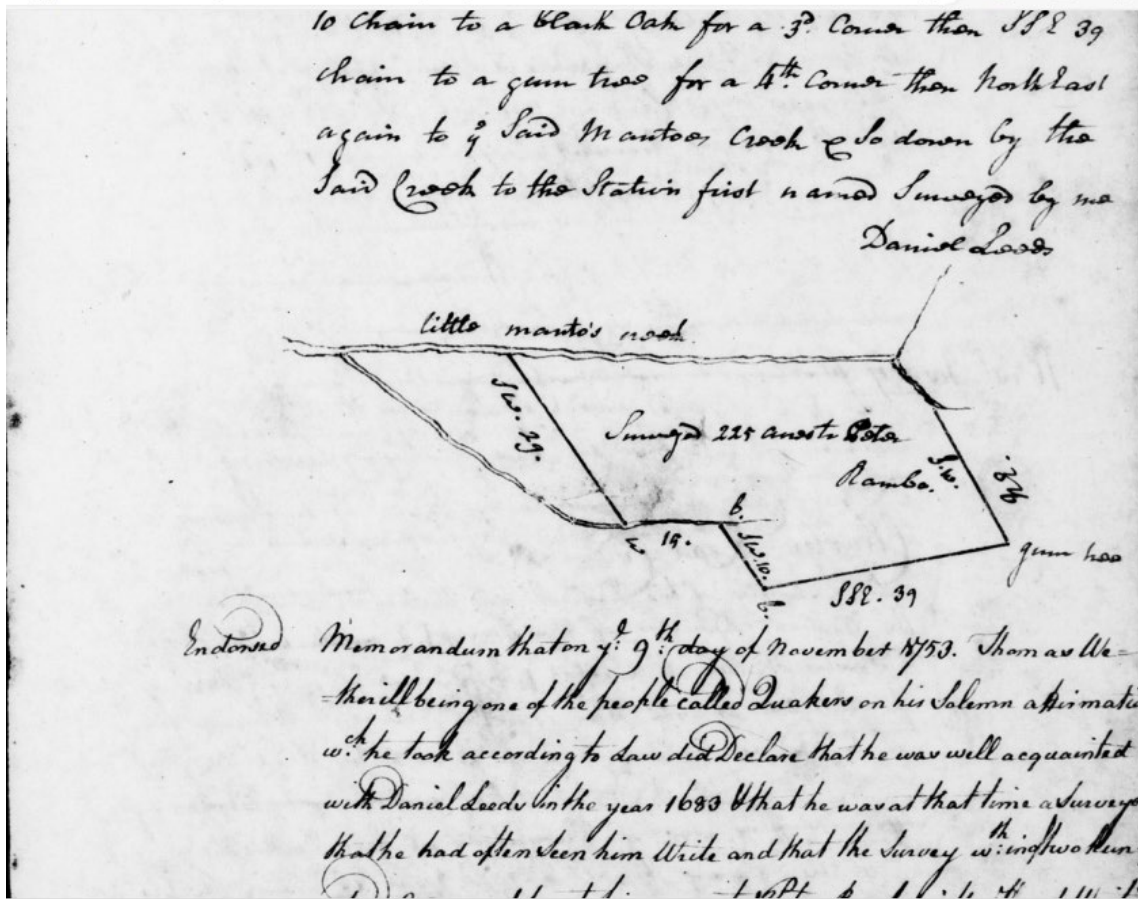 10 Chain to a black Oak for a 3d. Corner then SSE 39
chain to a gum tree for a 4th. Corner then North East
again to ye Said Mantoes Creek & So down by the
Said Creek to the Station first named Surveyed by me
Daniel Leeds
little manto's creek
SW. 29.
Surveyed 225 acres to Peter
Rambo.
S.W.
b.
w
15.
SW. 10.
b.
SSE. 39
gum tree
Endorsed Memorandum that on ye. 9th. day of November 1753. Thomas We=
=therill being one of the people called Quakers on his Solemn affirmatio
wch. he took according to Law did Declare that he was well acquainted
with Daniel Leeds in the year 1683 & that he was at that time a Surveyo
that he had often Seen him Write and that the Survey